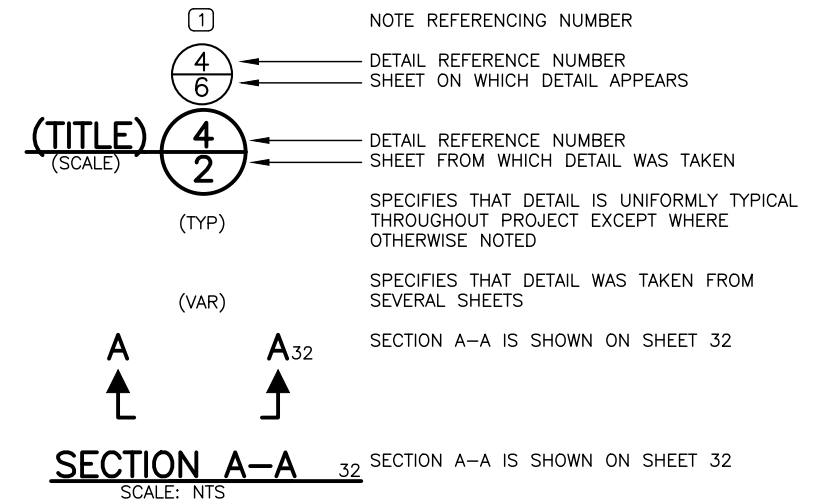 1 NOTE REFERENCING NUMBER
4 DETAIL REFERENCE NUMBER
6 SHEET ON WHICH DETAIL APPEARS
(TITLE) 4 DETAIL REFERENCE NUMBER
(SCALE) 2 SHEET FROM WHICH DETAIL WAS TAKEN
(TYP) SPECIFIES THAT DETAIL IS UNIFORMLY TYPICAL
THROUGHOUT PROJECT EXCEPT WHERE
OTHERWISE NOTED
(VAR) SPECIFIES THAT DETAIL WAS TAKEN FROM
SEVERAL SHEETS
A A32 SECTION A-A IS SHOWN ON SHEET 32
SECTION A-A 32 SECTION A-A IS SHOWN ON SHEET 32
SCALE: NTS